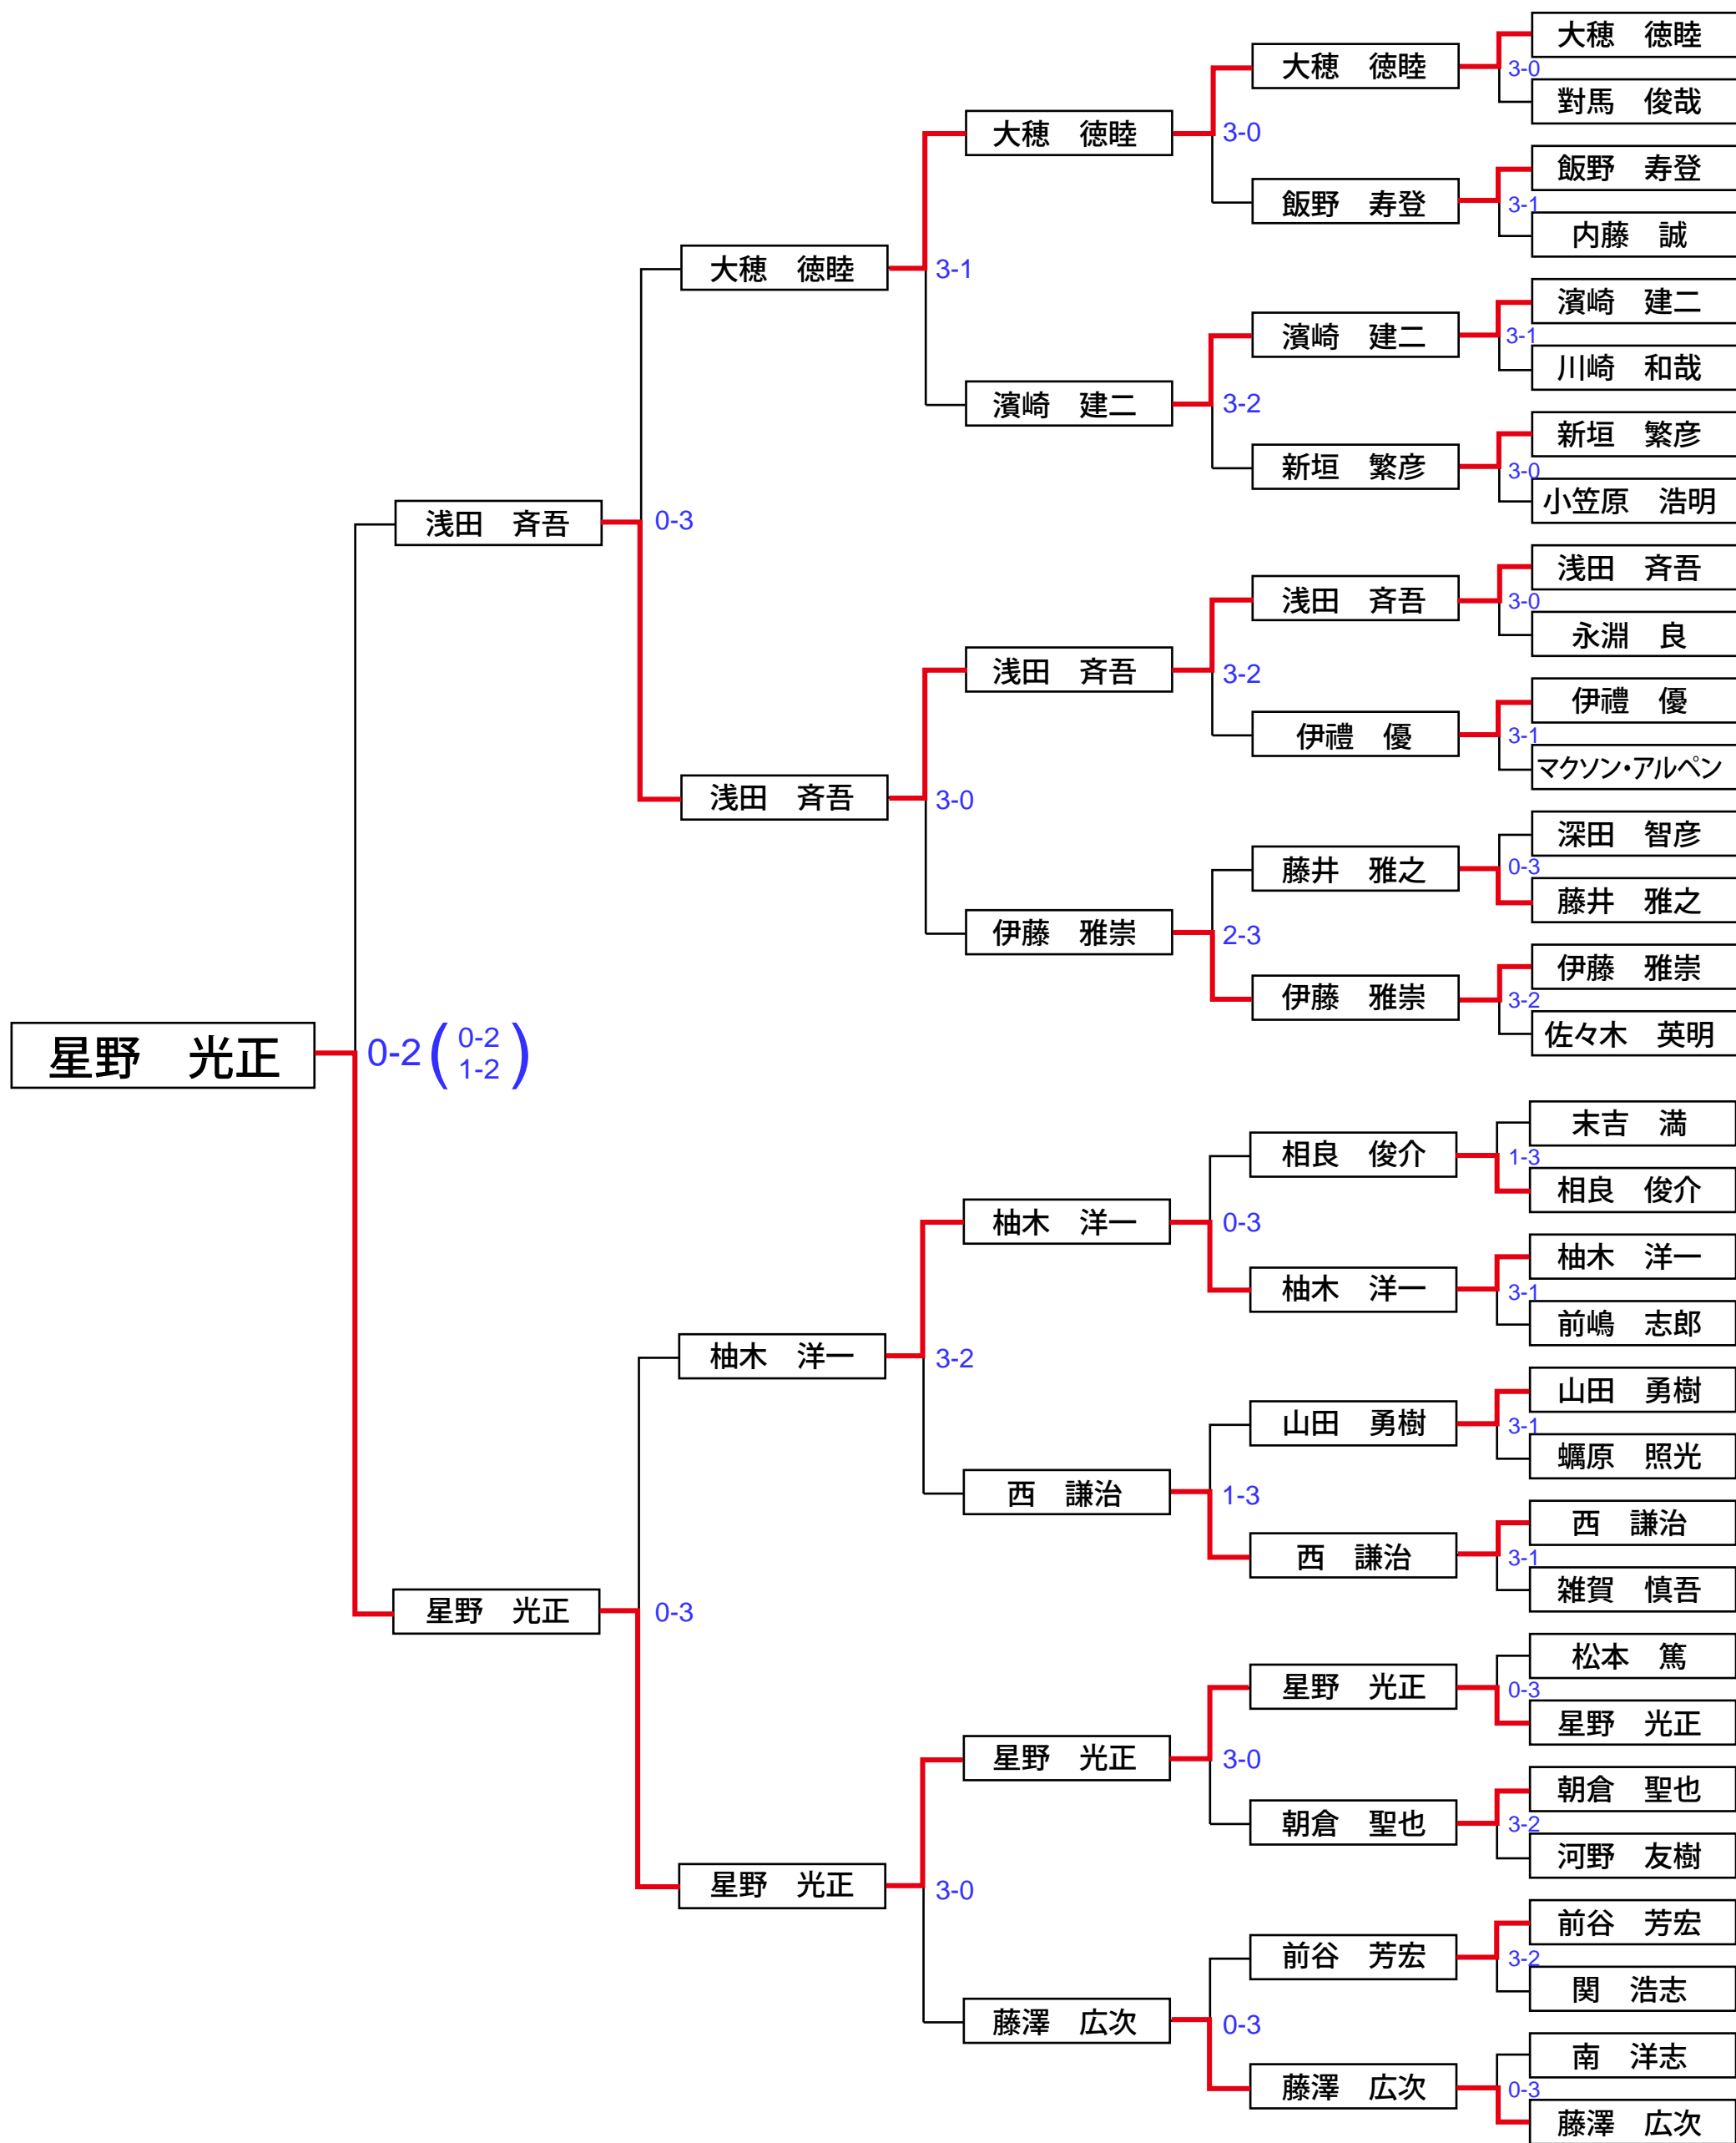 大穂　徳睦
3-0
對馬　俊哉
大穂　徳睦
3-0
飯野　寿登
3-1
内藤　誠
飯野　寿登
大穂　徳睦
3-1
濱崎　建二
3-1
川崎　和哉
濱崎　建二
3-2
新垣　繁彦
3-0
小笠原　浩明
新垣　繁彦
濱崎　建二
大穂　徳睦
0-3
浅田　斉吾
3-0
永淵　良
浅田　斉吾
3-2
伊禮　優
3-1
マクソン・アルペン
伊禮　優
浅田　斉吾
3-0
深田　智彦
0-3
藤井　雅之
藤井　雅之
2-3
伊藤　雅崇
3-2
佐々木　英明
伊藤　雅崇
伊藤　雅崇
浅田　斉吾
浅田　斉吾
星野　光正
0-2 ( 0-2
1-2 )
末吉　満
1-3
相良　俊介
相良　俊介
0-3
柚木　洋一
3-1
前嶋　志郎
柚木　洋一
柚木　洋一
3-2
山田　勇樹
3-1
蠣原　照光
山田　勇樹
1-3
西　謙治
3-1
雑賀　慎吾
西　謙治
西　謙治
柚木　洋一
0-3
松本　篤
0-3
星野　光正
星野　光正
3-0
朝倉　聖也
3-2
河野　友樹
朝倉　聖也
星野　光正
3-0
前谷　芳宏
3-2
関　浩志
前谷　芳宏
0-3
南　洋志
0-3
藤澤　広次
藤澤　広次
藤澤　広次
星野　光正
星野　光正